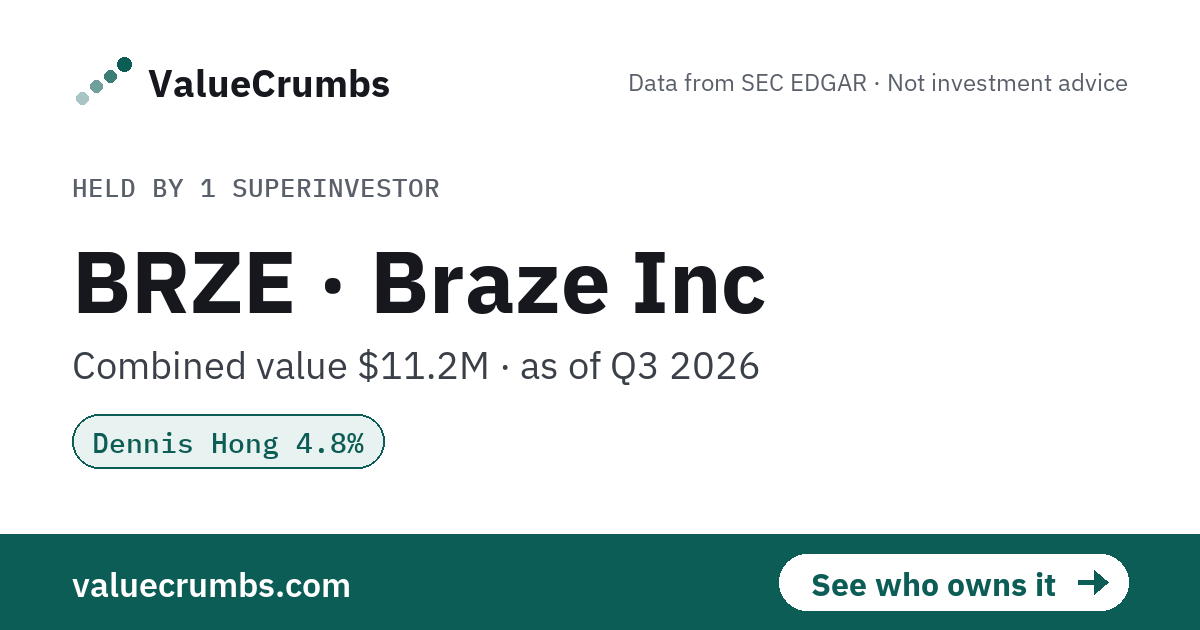 ValueCrumbs
Data from SEC EDGAR · Not investment advice
HELD BY 1 SUPERINVESTOR
BRZE · Braze Inc
Combined value $11.2M · as of Q3 2026
Dennis Hong 4.8%
valuecrumbs.com
See who owns it →